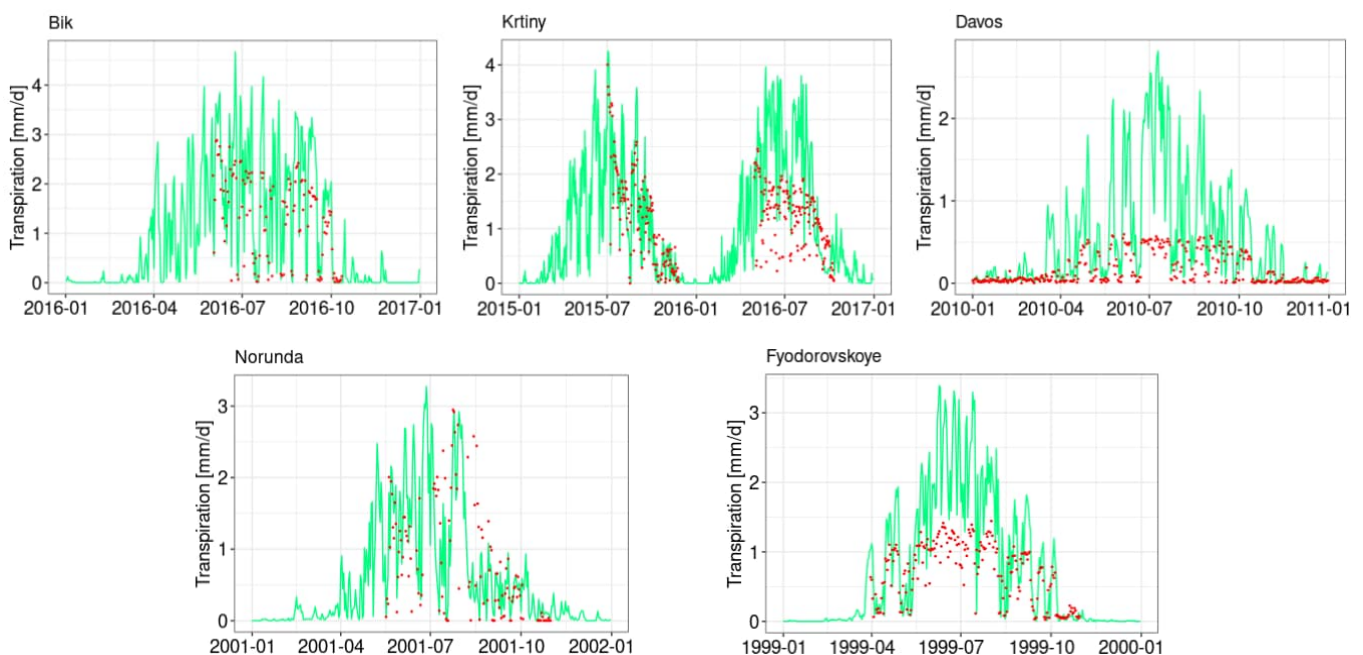 Bik
Transpiration [mm/d]
4
3
2
1
0
2016-01 2016-04 2016-07 2016-10 2017-01
Krtiny
Transpiration [mm/d]
4
3
2
1
0
2015-01 2015-07 2016-01 2016-07 2017-01
Davos
Transpiration [mm/d]
2
1
0
2010-01 2010-04 2010-07 2010-10 2011-01
Norunda
Transpiration [mm/d]
3
2
1
0
2001-01 2001-04 2001-07 2001-10 2002-01
Fyodorovskoye
Transpiration [mm/d]
3
2
1
0
1999-01 1999-04 1999-07 1999-10 2000-01